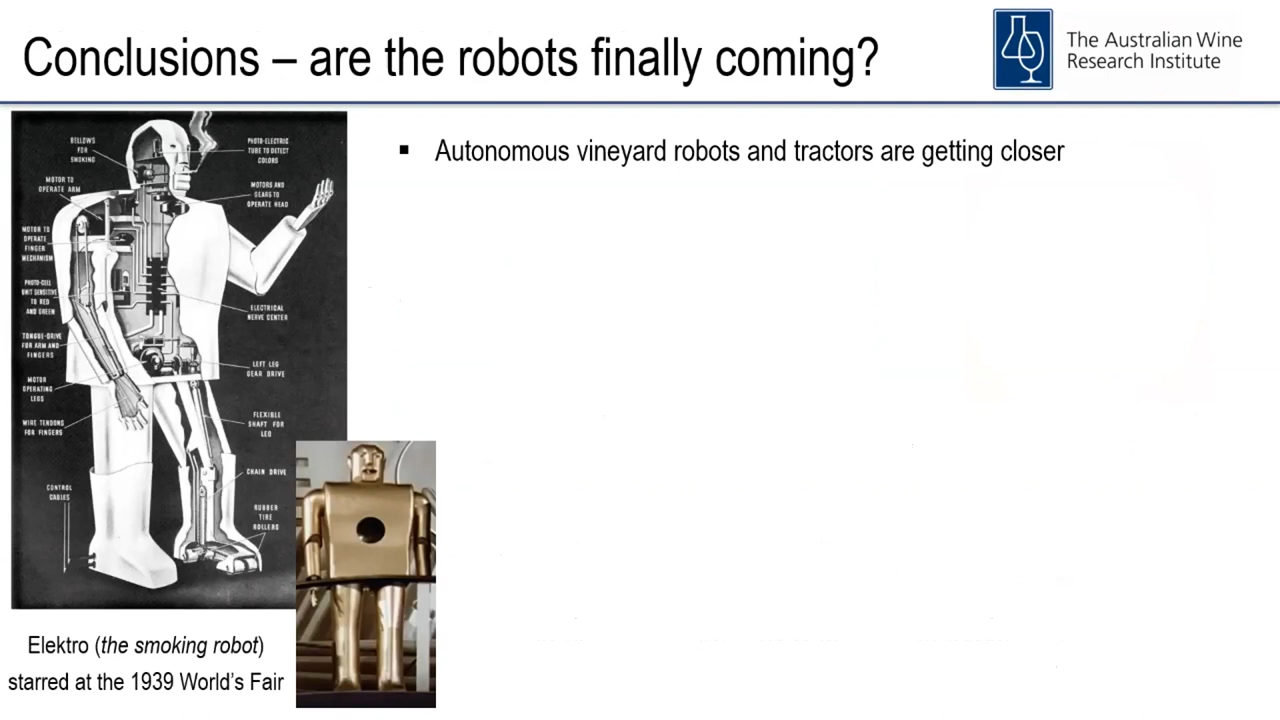 Conclusions – are the robots finally coming?
The Australian Wine
Research Institute
▪ Autonomous vineyard robots and tractors are getting closer
BELLOWS
FOR
SMOKING
PHOTO-ELECTRIC
TUBE TO DETECT
COLORS
MOTOR TO
OPERATE ARM
MOTORS AND
GEARS TO
OPERATE HEAD
MOTOR TO
OPERATE
FINGER
MECHANISM
PHOTO-CELL
UNIT SENSITIVE
TO RED
AND GREEN
ELECTRICAL
NERVE CENTER
TONGUE-DRIVE
FOR ARM AND
FINGERS
LEFT LEG
GEAR DRIVE
MOTOR
OPERATING
LEGS
WIRE TENDONS
FOR FINGERS
FLEXIBLE
SHAFT FOR
LEG
CHAIN DRIVE
CONTROL
CABLES
RUBBER
TIRE
ROLLERS
Elektro (the smoking robot)
starred at the 1939 World's Fair